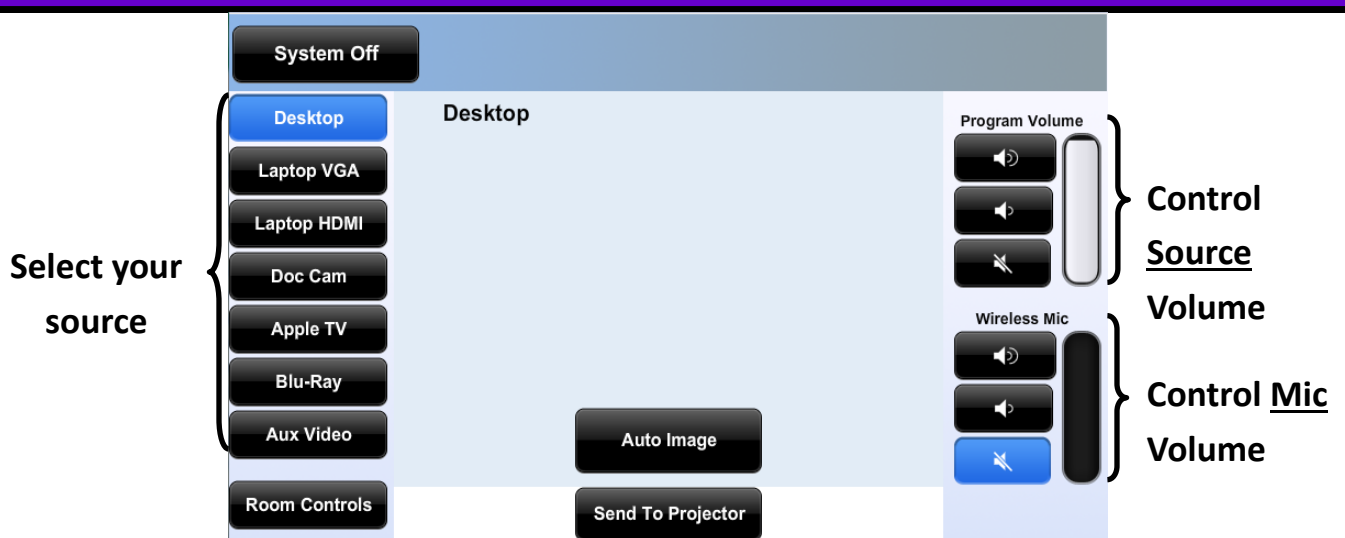 System Off
Select your
source
Desktop
Laptop VGA
Laptop HDMI
Doc Cam
Apple TV
Blu-Ray
Aux Video
Room Controls
Desktop
Auto Image
Send To Projector
Program Volume
Wireless Mic
Control
Source
Volume
Control Mic
Volume